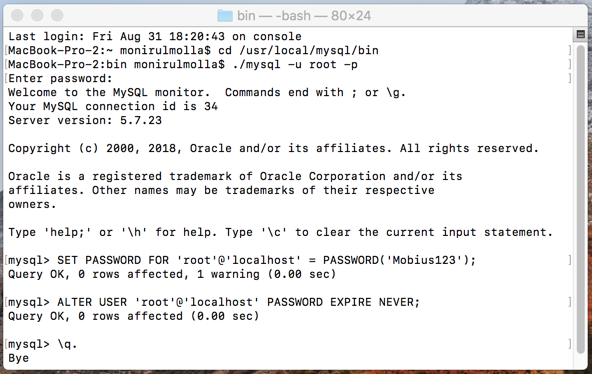 bin — -bash — 80×24
Last login: Fri Aug 31 18:20:43 on console
[MacBook-Pro-2:~ monirulmolla$ cd /usr/local/mysql/bin ]
[MacBook-Pro-2:bin monirulmolla$ ./mysql -u root -p ]
[Enter password: ]
Welcome to the MySQL monitor.  Commands end with ; or \g.
Your MySQL connection id is 34
Server version: 5.7.23
Copyright (c) 2000, 2018, Oracle and/or its affiliates. All rights reserved.
Oracle is a registered trademark of Oracle Corporation and/or its
affiliates. Other names may be trademarks of their respective
owners.
Type 'help;' or '\h' for help. Type '\c' to clear the current input statement.
[mysql> SET PASSWORD FOR 'root'@'localhost' = PASSWORD('Mobius123'); ]
Query OK, 0 rows affected, 1 warning (0.00 sec)
[mysql> ALTER USER 'root'@'localhost' PASSWORD EXPIRE NEVER; ]
Query OK, 0 rows affected (0.00 sec)
[mysql> \q. ]
Bye